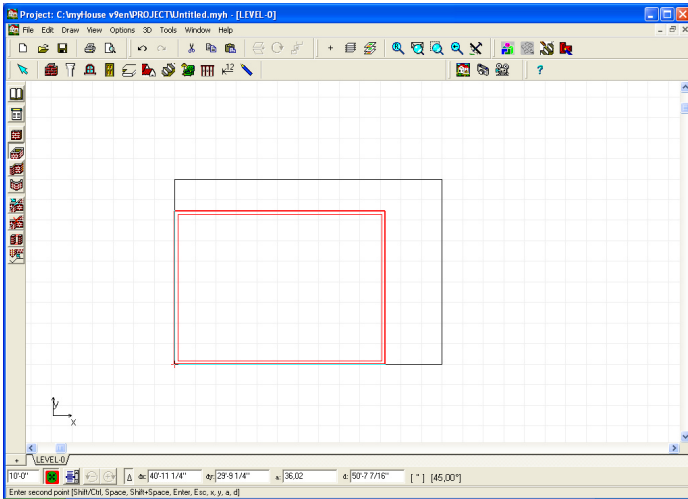 Project: C:\myHouse v9en\PROJECT\Untitled.myh - [LEVEL-0]
File Edit Draw View Options 3D Tools Window Help
12
?
y
x
+ LEVEL-0
10'-0" Δ dx: 40'-11 1/4" dy: 29'-9 1/4" a: 36,02 d: 50'-7 7/16" [ " ] [45,00°]
Enter second point [Shift/Ctrl, Space, Shift+Space, Enter, Esc, x, y, a, d]